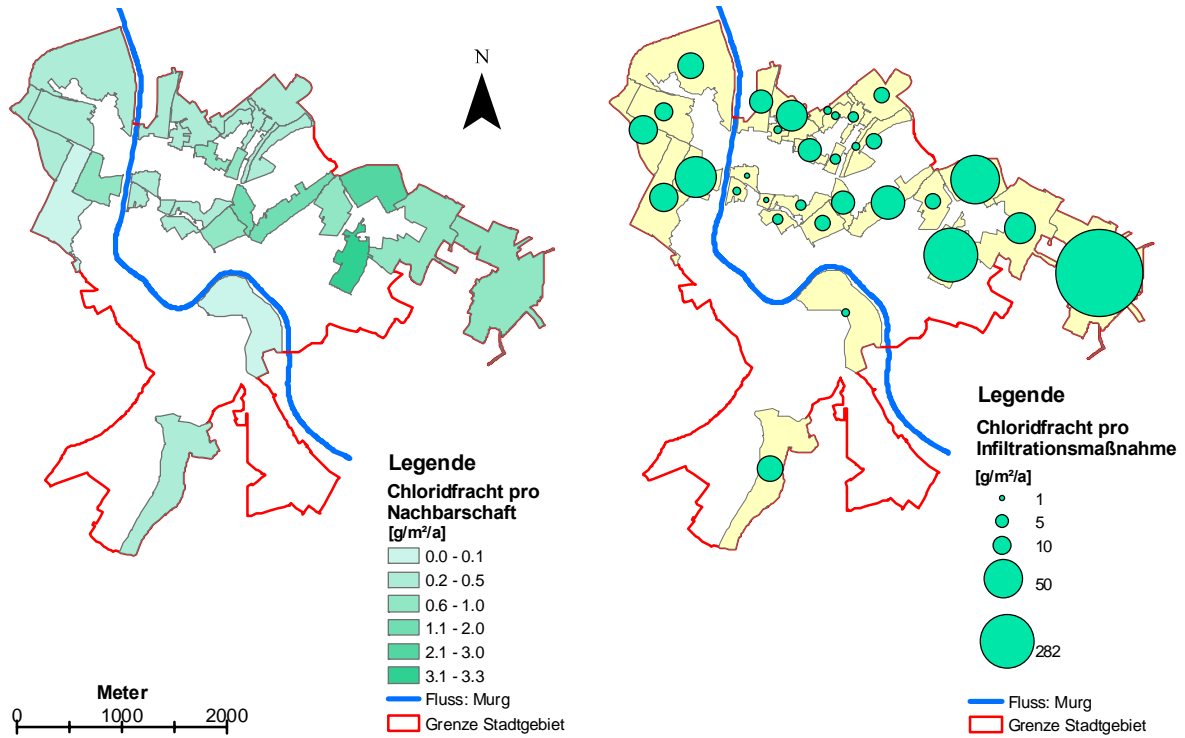 N
Legende
Chloridfracht pro
Nachbarschaft
[g/m²/a]
0.0 - 0.1
0.2 - 0.5
0.6 - 1.0
1.1 - 2.0
2.1 - 3.0
3.1 - 3.3
Fluss: Murg
Grenze Stadtgebiet
Meter
0 1000 2000
Legende
Chloridfracht pro
Infiltrationsmaßnahme
[g/m²/a]
1
5
10
50
282
Fluss: Murg
Grenze Stadtgebiet